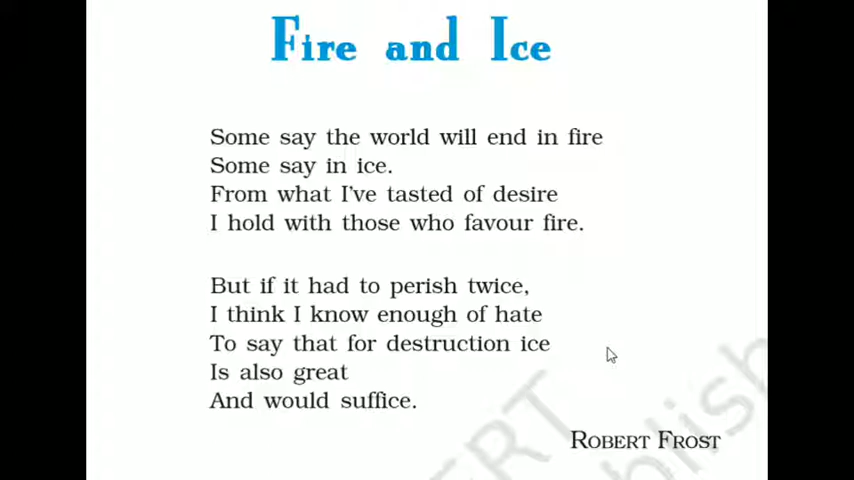 Fire and Ice
Some say the world will end in fire
Some say in ice.
From what I've tasted of desire
I hold with those who favour fire.
But if it had to perish twice,
I think I know enough of hate
To say that for destruction ice
Is also great
And would suffice.
ROBERT FROST